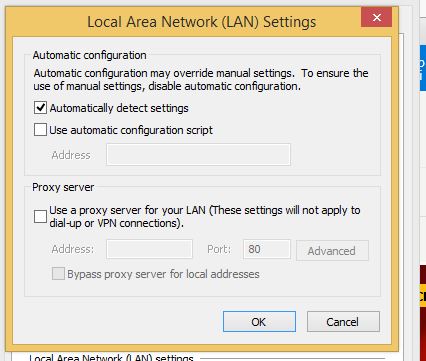 Local Area Network (LAN) Settings
Automatic configuration
Automatic configuration may override manual settings.  To ensure the
use of manual settings, disable automatic configuration.
Automatically detect settings
Use automatic configuration script
Address
Proxy server
Use a proxy server for your LAN (These settings will not apply to
dial-up or VPN connections).
Address:
Port:
80
Advanced
Bypass proxy server for local addresses
OK
Cancel
Local Area Network (LAN) settings